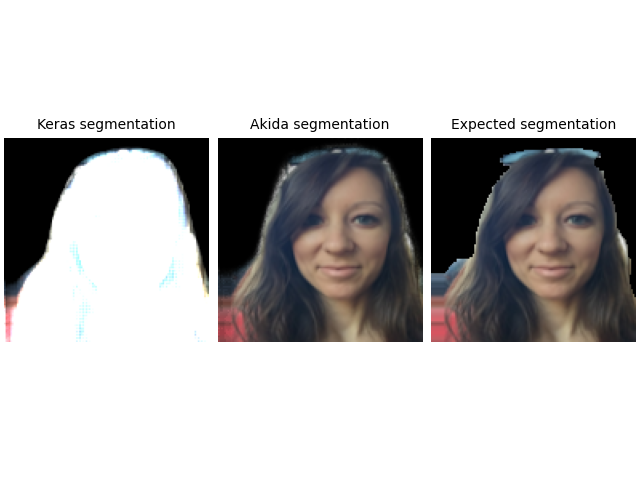 Keras segmentation
Akida segmentation
Expected segmentation